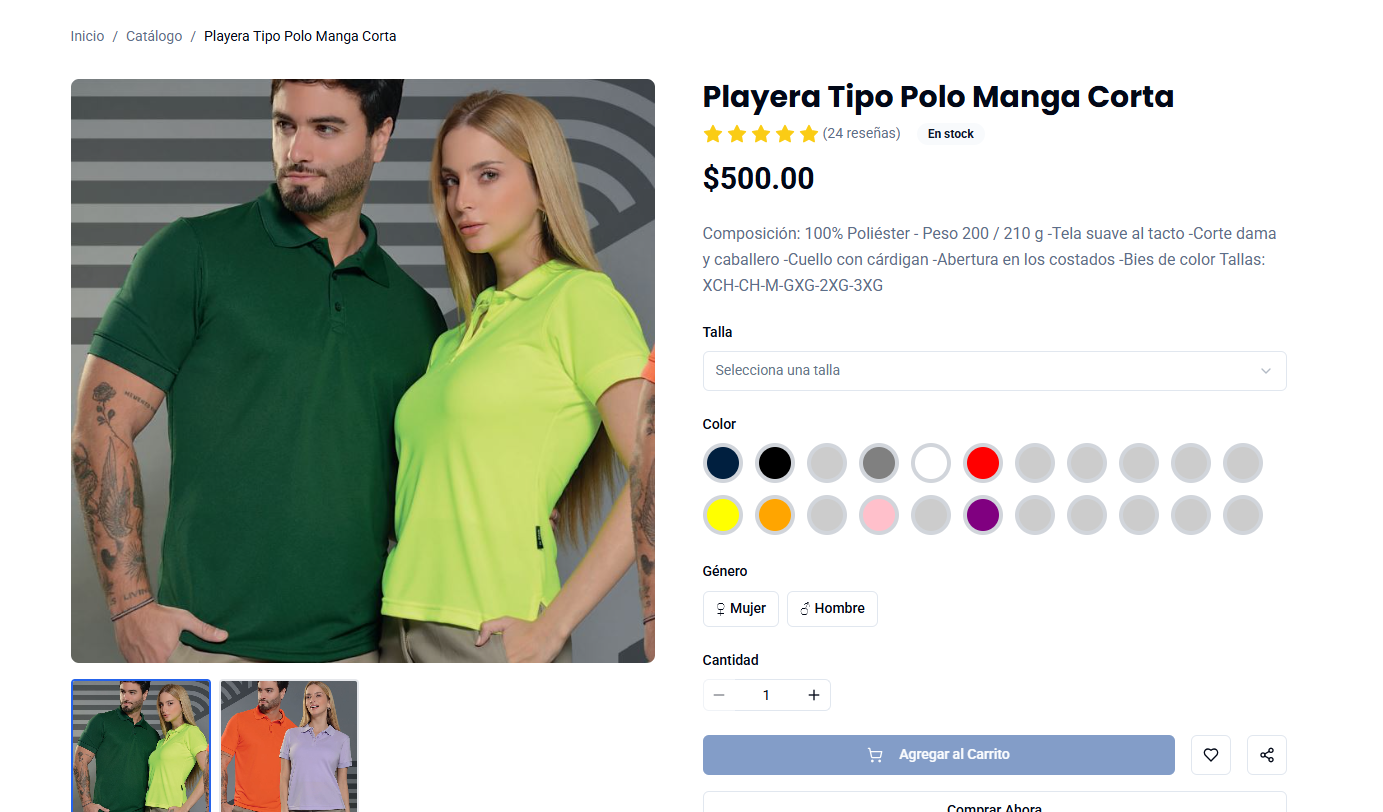 Inicio / Catálogo / Playera Tipo Polo Manga Corta
Playera Tipo Polo Manga Corta
(24 reseñas) En stock
$500.00
Composición: 100% Poliéster - Peso 200 / 210 g -Tela suave al tacto -Corte dama
y caballero -Cuello con cárdigan -Abertura en los costados -Bies de color Tallas:
XCH-CH-M-GXG-2XG-3XG
Talla
Selecciona una talla
Color
Género
♀ Mujer ♂ Hombre
Cantidad
− 1 +
Agregar al Carrito
Comprar Ahora